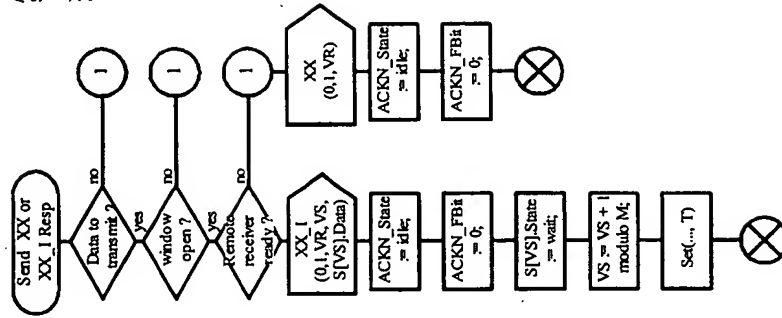 Send XX or
XX_I Resp
Data to
transmit ?
no
1
yes
window
open ?
no
1
yes
Remote
receiver
ready ?
no
1
XX_I
(0,1, VR, VS,
S[VS].Data)
ACKN_State
:= idle;
ACKN_FBit
:= 0;
S[VS].State
:= wait;
VS := VS + 1
modulo M;
Set(..., T)
XX
(0,1, VR)
ACKN_State
:= idle;
ACKN_FBit
:= 0;